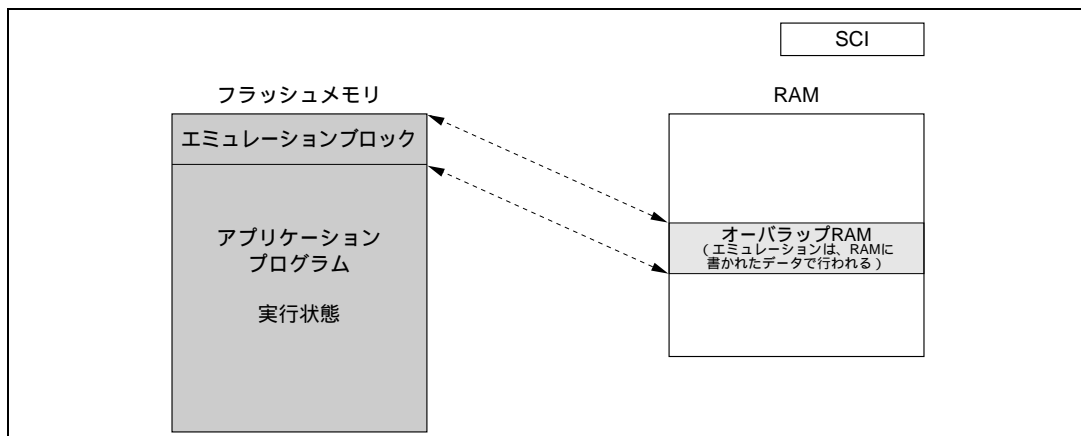 SCI
フラッシュメモリ
RAM
エミュレーションブロック
アプリケーション
プログラム
実行状態
オーバラップRAM
(エミュレーションは、RAMに
書かれたデータで行われる)